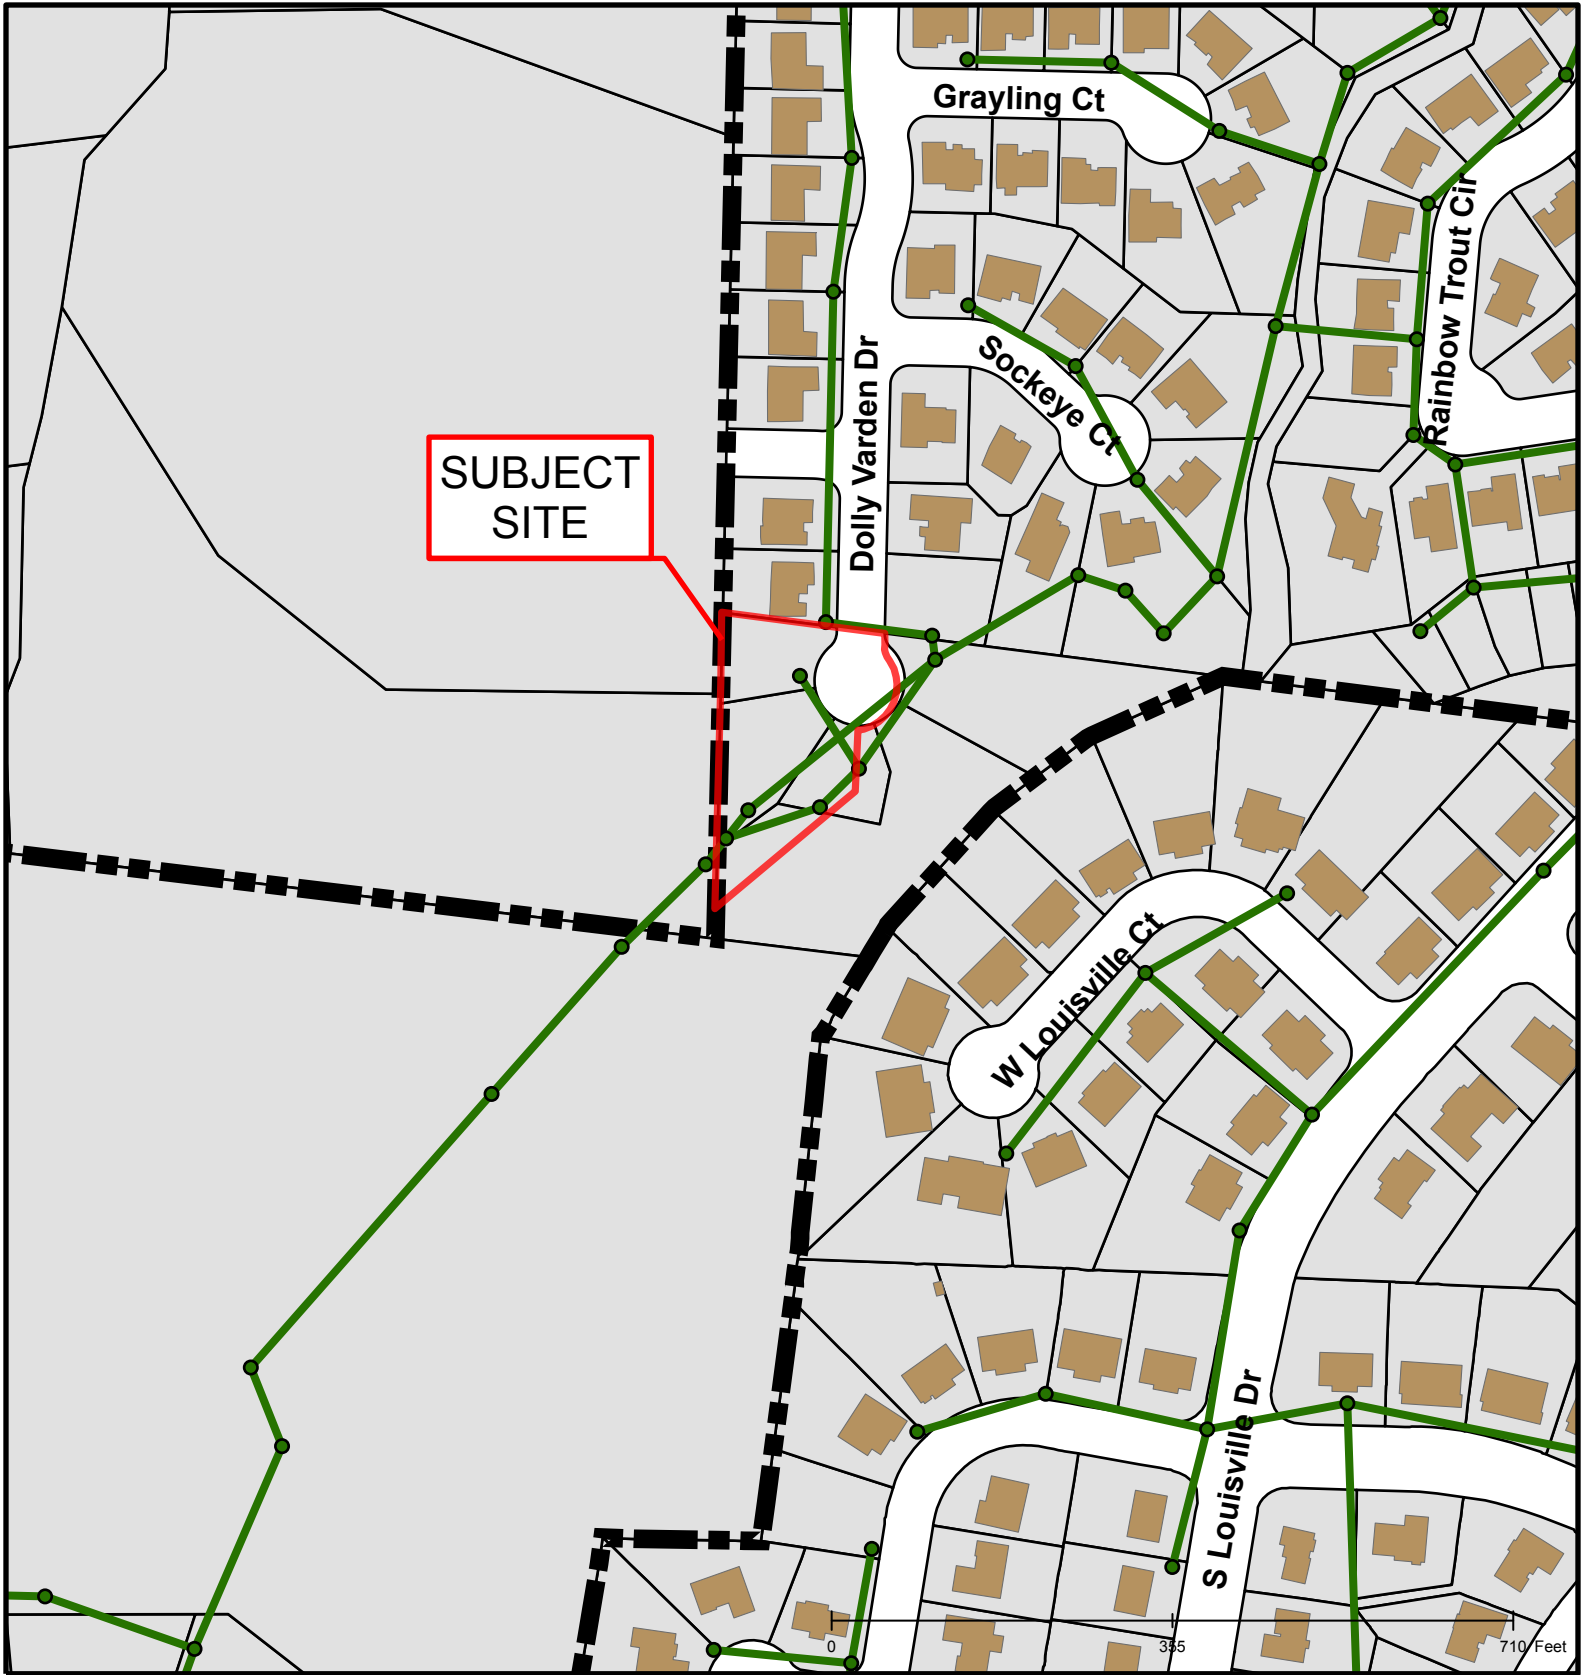 Grayling Ct
Rainbow Trout Cir
Sockeye Ct
Dolly Varden Dr
SUBJECT
SITE
W Louisville Ct
S Louisville Dr
0 355 710 Feet